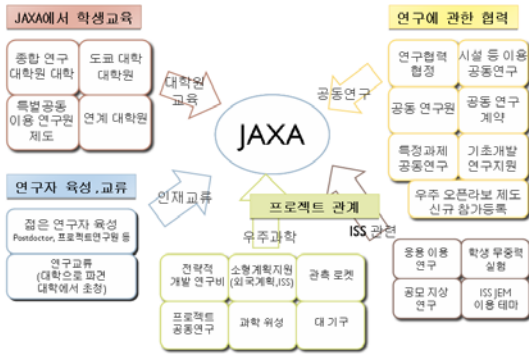 JAXA에서 학생교육
종합 연구
대학원 대학
도쿄 대학
대학원
특별공동
이용 연구원
제도
연계 대학원
대학원
교육
JAXA
연구에 관한 협력
연구협력
협정
시설 등 이용
공동연구
공동 연구원
공동 연구
계약
특정과제
공동연구
기초개발
연구지원
우주 오픈라보 제도
신규 참가등록
공동연구
연구자 육성,교류
젊은 연구자 육성
Postdoctor, 프로젝트연구원 등
연구교류
(대학으로 파견
대학에서 초청)
인재교류
프로젝트 관계
우주과학
ISS 관련
전략적
개발 연구비
소형계획지원
(외국계획,ISS)
관측 로켓
프로젝트
공동연구
과학 위성
대 기구
응용 이용
연구
학생 무중력
실험
공모 지상
연구
ISS JEM
이용 테마